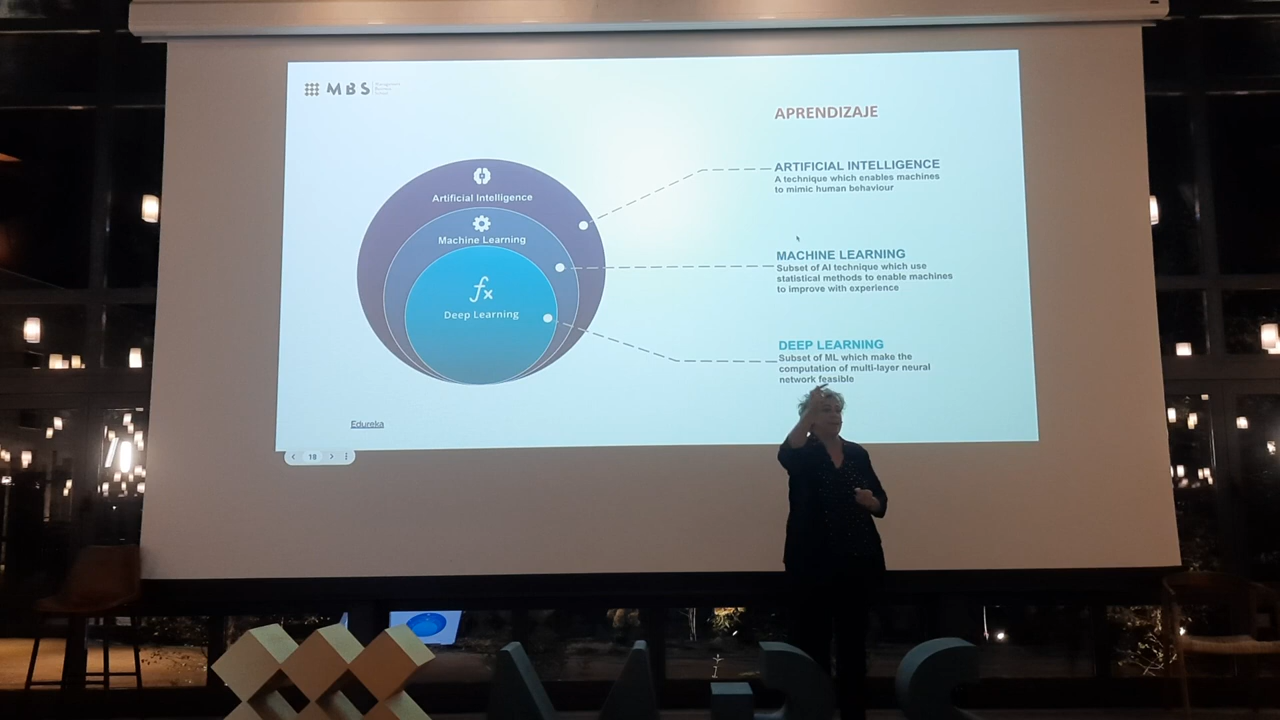 MBS
APRENDIZAJE
Artificial Intelligence
Machine Learning
fx
Deep Learning
ARTIFICIAL INTELLIGENCE
A technique which enables machines
to mimic human behaviour
MACHINE LEARNING
Subset of AI technique which use
statistical methods to enable machines
to improve with experience
DEEP LEARNING
Subset of ML which make the
computation of multi-layer neural
network feasible
Edureka
18
MBS